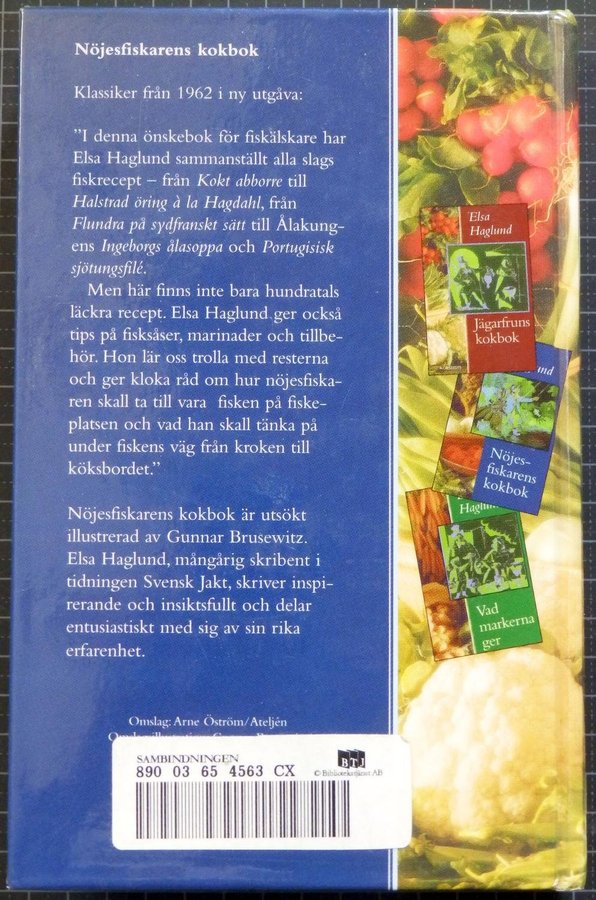 Nöjesfiskarens kokbok
Klassiker från 1962 i ny utgåva:
”I denna önskebok för fiskälskare har
Elsa Haglund sammanställt alla slags
fiskrecept – från Kokt abborre till
Halstrad öring à la Hagdahl, från
Flundra på sydfranskt sätt till Ålakung-
ens Ingeborgs ålasoppa och Portugisisk
sjötungsfilé.
Men här finns inte bara hundratals
läckra recept. Elsa Haglund ger också
tips på fisksåser, marinader och tillbe-
hör. Hon lär oss trolla med resterna
och ger kloka råd om hur nöjesfiska-
ren skall ta till vara fisken på fiske-
platsen och vad han skall tänka på
under fiskens väg från kroken till
köksbordet.”
Nöjesfiskarens kokbok är utsökt
illustrerad av Gunnar Brusewitz.
Elsa Haglund, mångårig skribent i
tidningen Svensk Jakt, skriver inspi-
rerande och insiktsfullt och delar
entusiastiskt med sig av sin rika
erfarenhet.
Omslag: Arne Öström/Ateljén
SAMBINDNINGEN
890 03 65 4563 CX
BTJ
© Bibliotekstjänst AB
Elsa
Haglund
Jägarfruns
kokbok
Nöjes-
fiskarens
kokbok
Haglund
Vad
markerna
ger